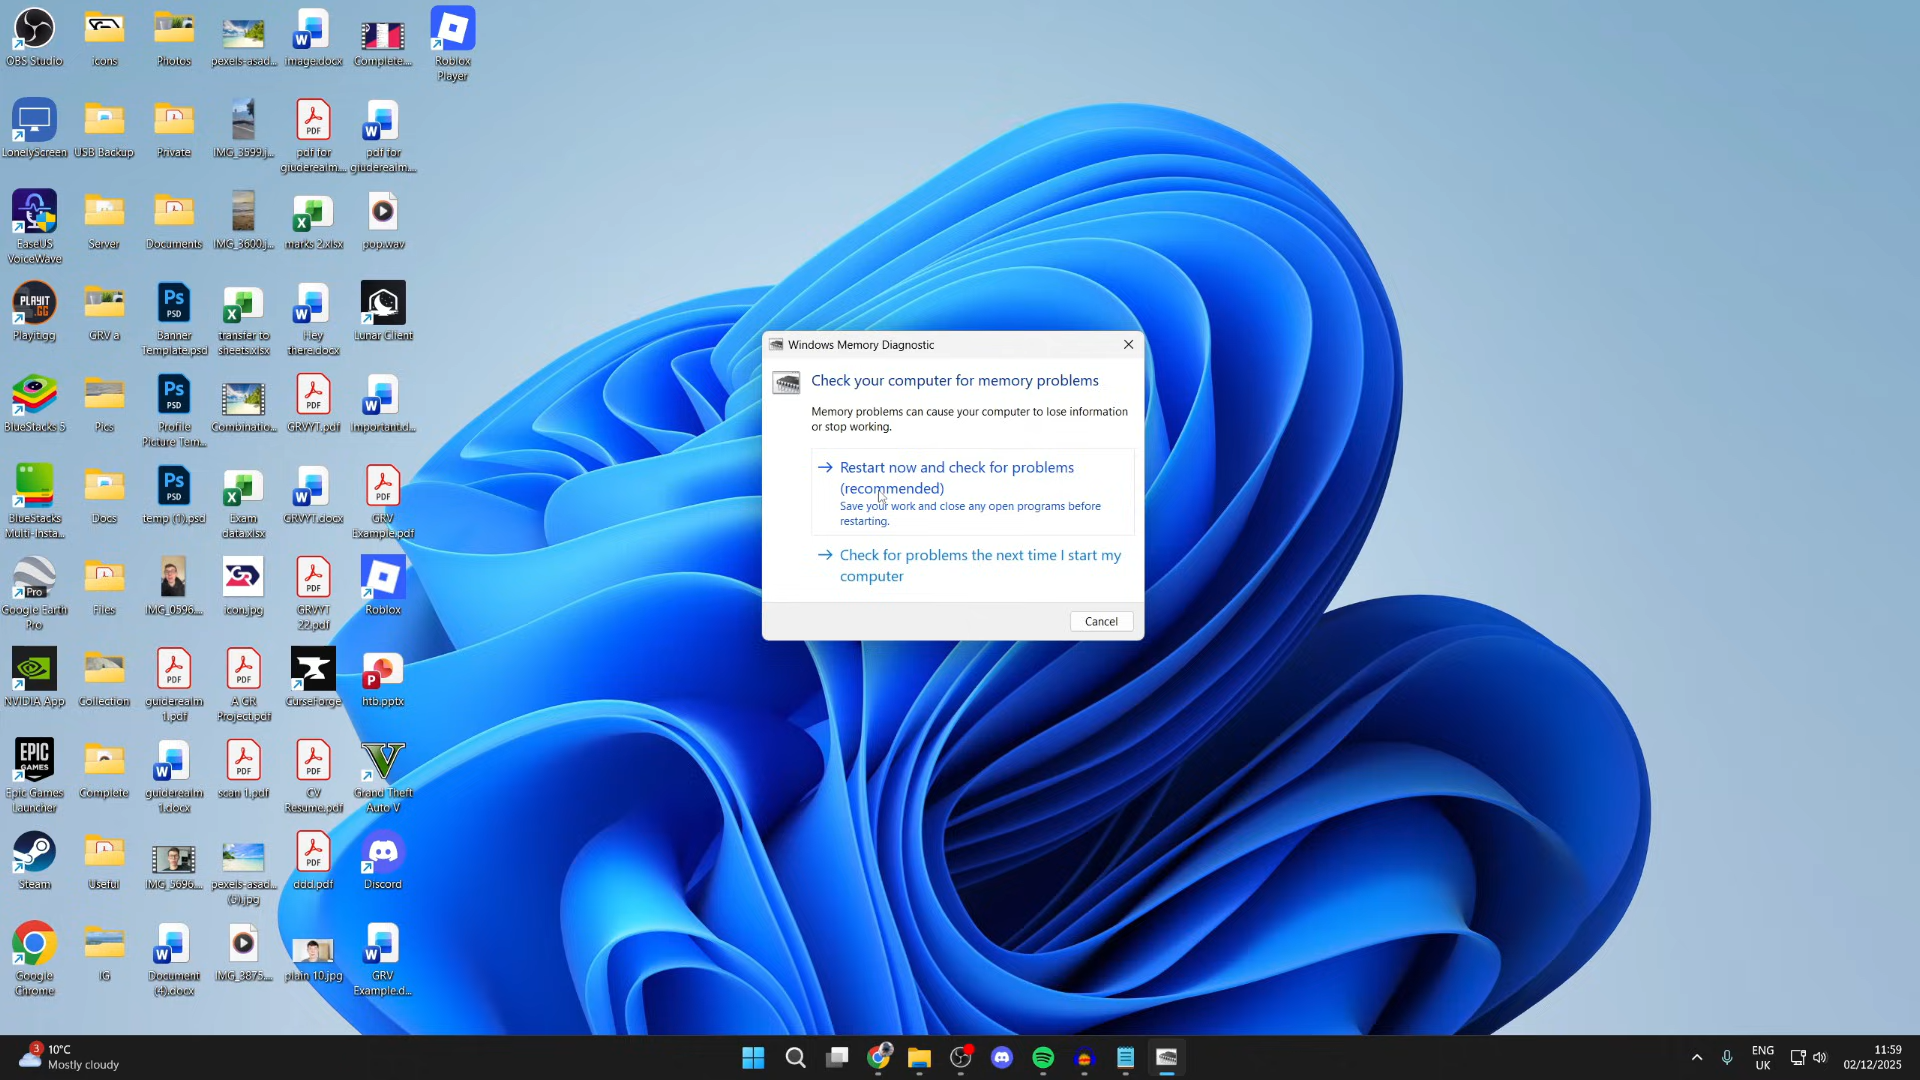 OBS Studio
icons
Photos
pexels-asad...
image.docx
Complete....
Roblox
Player
LonelyScreen
USB Backup
Private
IMG_3599.j...
pdf for
giuderealm....
pdf for
giuderealm....
EaseUS
VoiceWave
Server
Documents
IMG_3600.j...
marks 2.xlsx
pop.wav
Playit.gg
GRV a
Banner
Template.psd
transfer to
sheets.xlsx
Hey
there.docx
Lunar Client
BlueStacks 5
Pics
Profile
Picture Tem...
Combinatio...
GRVYT.pdf
Important.d...
BlueStacks
Multi-Insta...
Docs
temp (1).psd
Exam
data.xlsx
GRVYT.docx
GRV
Example.pdf
Google Earth
Pro
Files
IMG_0596....
icon.jpg
GRVYT
22.pdf
Roblox
NVIDIA App
Collection
guiderealm
1.pdf
A GR
Project.pdf
CurseForge
htb.pptx
Epic Games
Launcher
Complete
guiderealm
1.docx
scan 1.pdf
CV
Resume.pdf
Grand Theft
Auto V
Steam
Useful
IMG_5696....
pexels-asad...
(5).jpg
ddd.pdf
Discord
Google
Chrome
IG
Document
(4).docx
IMG_3875....
plain 10.jpg
GRV
Example.d...
Windows Memory Diagnostic
Check your computer for memory problems
Memory problems can cause your computer to lose information
or stop working.
Restart now and check for problems
(recommended)
Save your work and close any open programs before
restarting.
Check for problems the next time I start my
computer
Cancel
3
10°C
Mostly cloudy
ENG
UK
11:59
02/12/2025